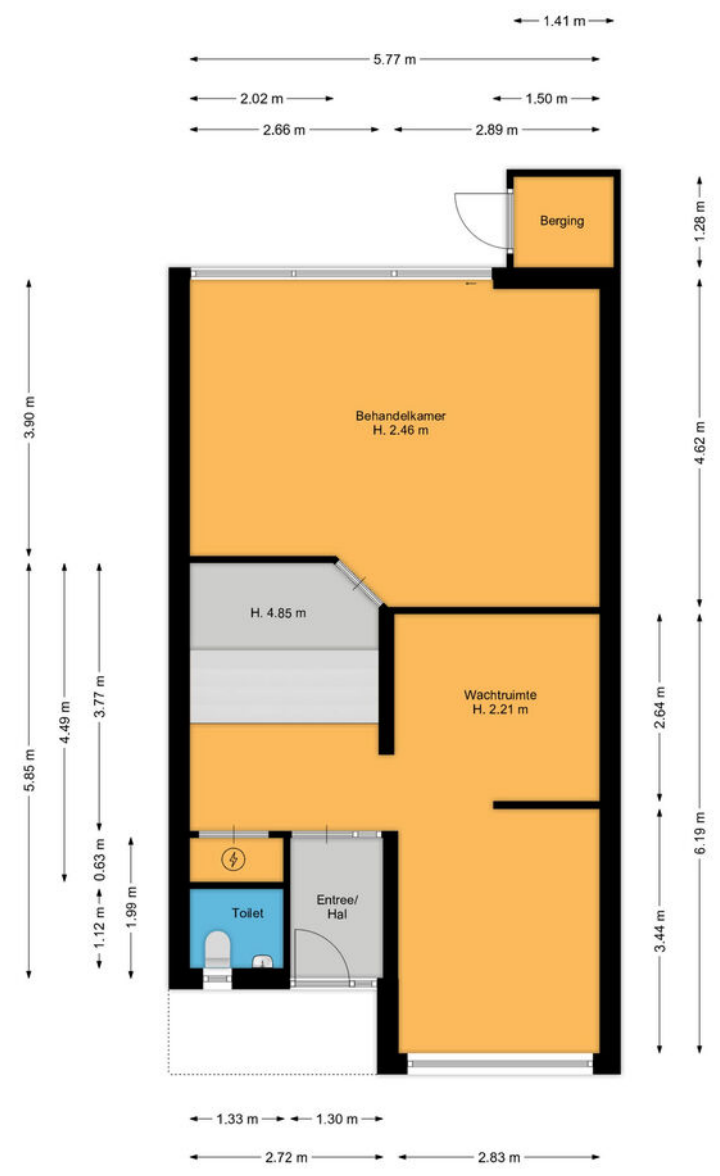 1.41 m
5.77 m
2.02 m
1.50 m
2.66 m
2.89 m
1.28 m
Berging
3.90 m
Behandelkamer
H. 2.46 m
4.62 m
H. 4.85 m
3.77 m
4.49 m
5.85 m
Wachtruimte
H. 2.21 m
2.64 m
6.19 m
0.63 m
1.99 m
1.12 m
Toilet
Entree/
Hal
3.44 m
1.33 m
1.30 m
2.72 m
2.83 m